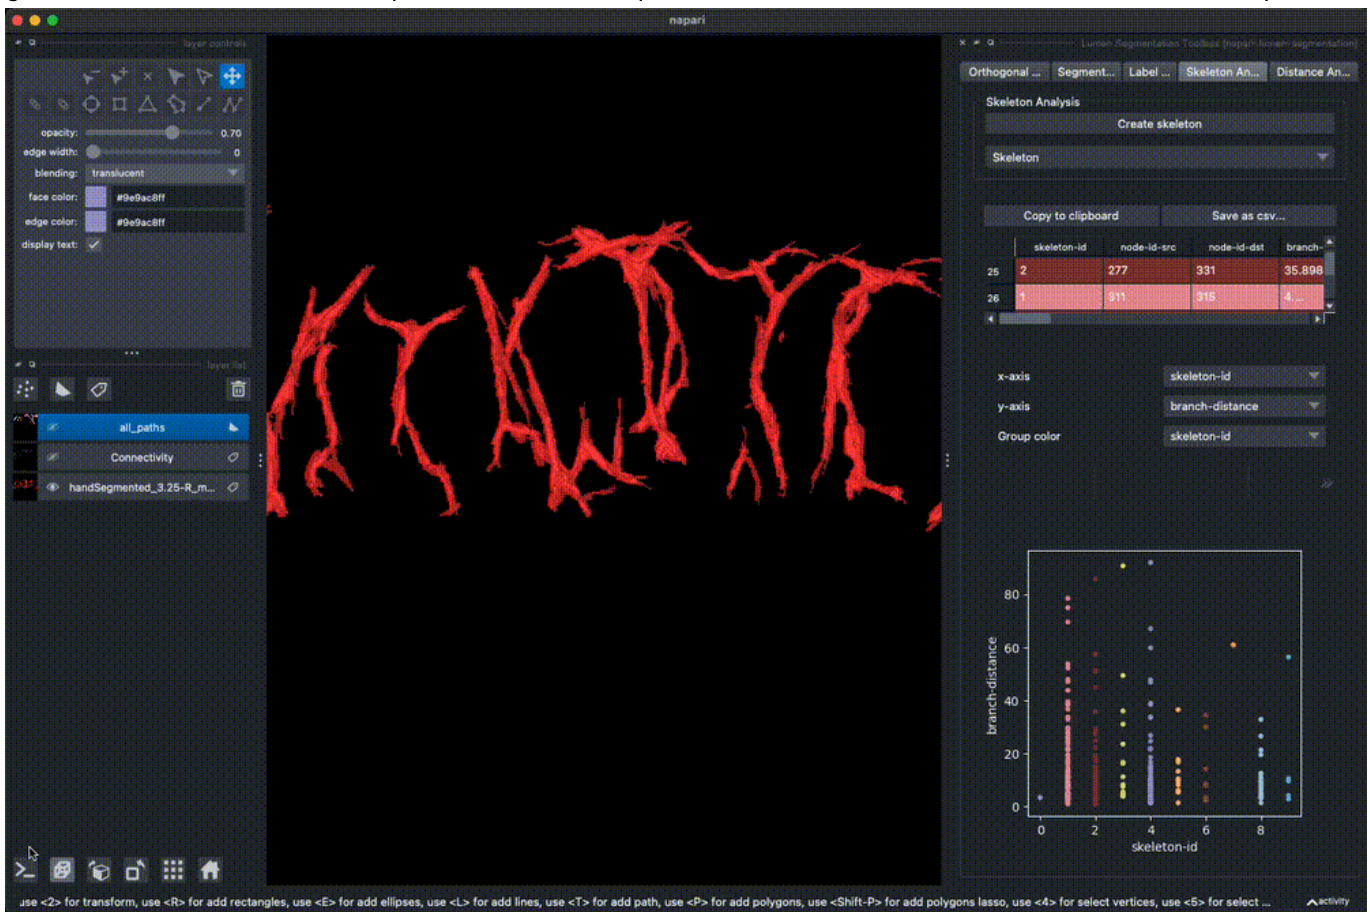 napari
layer controls
Lumen Segmentation Toolbox (napari-lumen-segmentation)
opacity: 0.70
edge width: 0
blending: translucent
face color: #9e9ac8ff
edge color: #9e9ac8ff
display text:
layer list
all_paths
Connectivity
handSegmented_3.25-R_m...
Orthogonal ... Segment... Label ... Skeleton An... Distance An...
Skeleton Analysis
Create skeleton
Skeleton
Copy to clipboard Save as csv...
skeleton-id node-id-src node-id-dst branch-
25 2 277 331 35.898
26 1 311 315 4....
x-axis skeleton-id
y-axis branch-distance
Group color skeleton-id
branch-distance
80
60
40
20
0
0 2 4 6 8
skeleton-id
use <2> for transform, use <R> for add rectangles, use <E> for add ellipses, use <L> for add lines, use <T> for add path, use <P> for add polygons, use <Shift-P> for add polygons lasso, use <4> for select vertices, use <5> for select ... activity